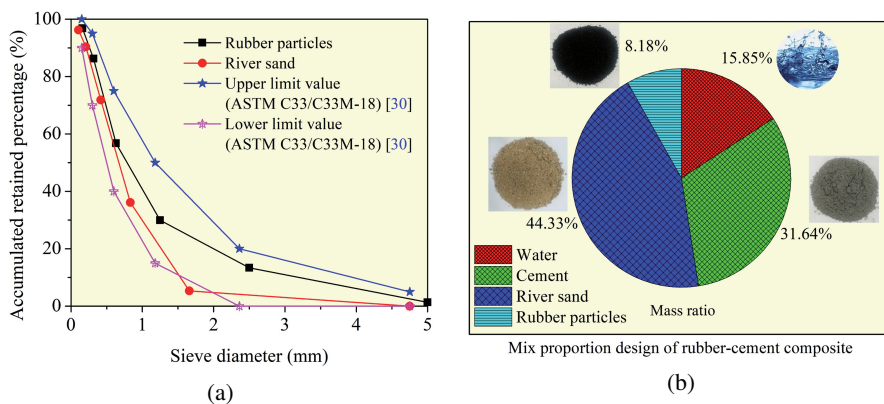 100
80
60
40
20
0
Accumulated retained percentage (%)
Rubber particles
River sand
Upper limit value
(ASTM C33/C33M-18) [30]
Lower limit value
(ASTM C33/C33M-18) [30]
0 1 2 3 4 5
Sieve diameter (mm)
(a)
8.18%
15.85%
44.33%
31.64%
Water
Cement
River sand
Rubber particles
Mass ratio
Mix proportion design of rubber-cement composite
(b)